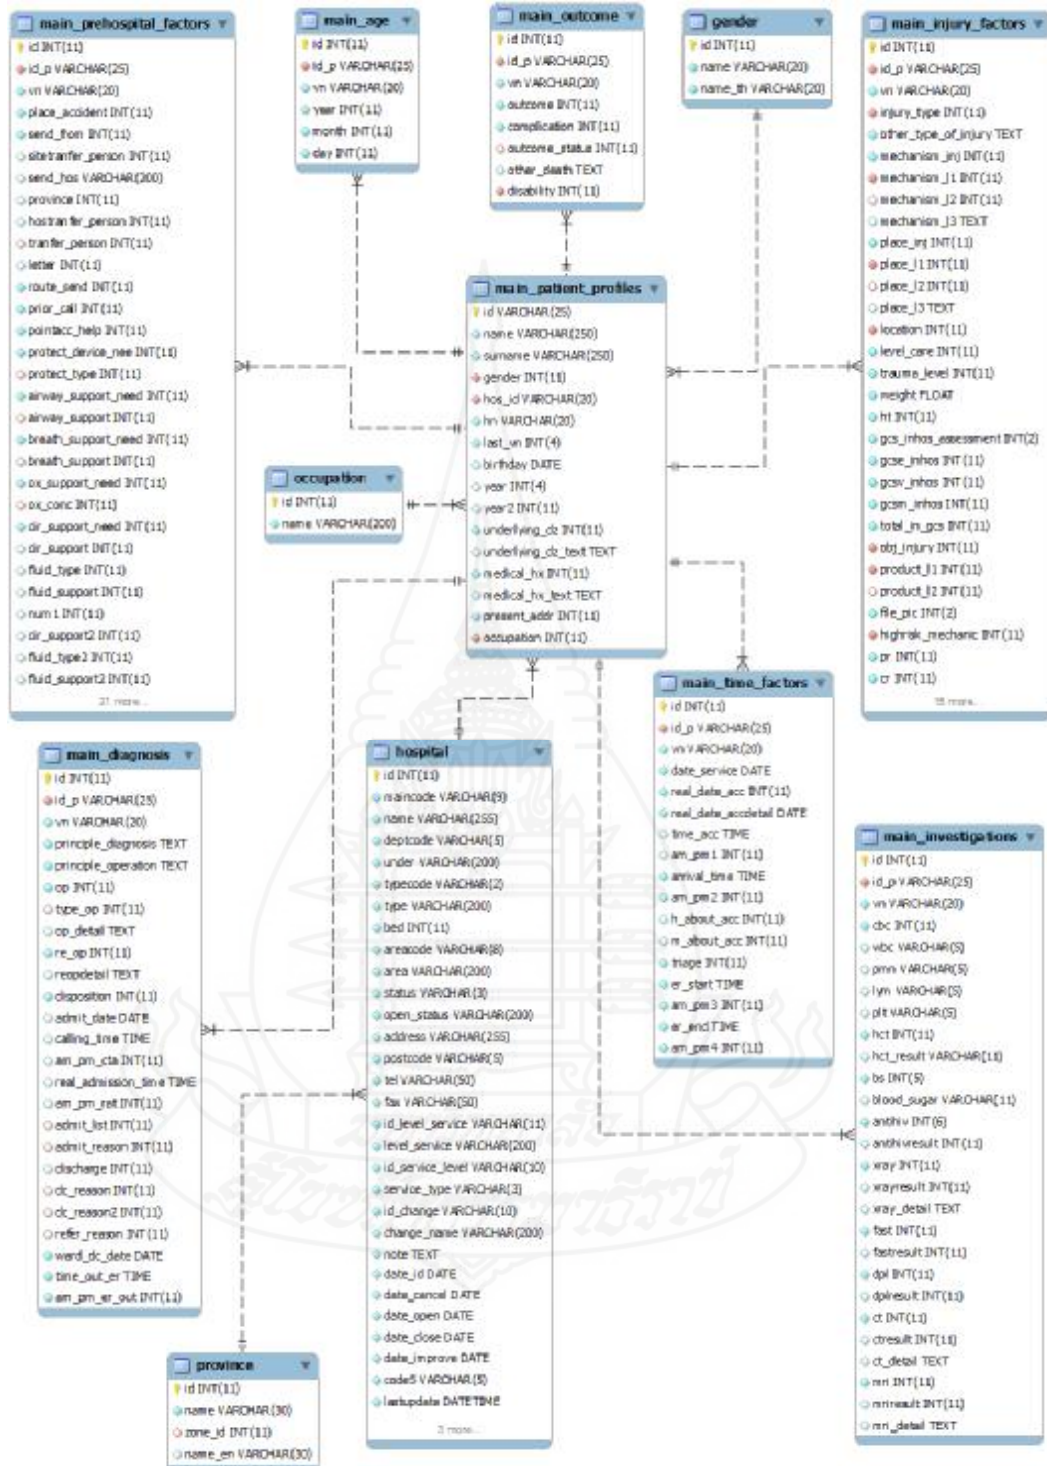 main_prehospital_factors
id INT(11)
id_p VARCHAR(25)
vn VARCHAR(20)
place_accident INT(11)
send_from INT(11)
sitetranfer_person INT(11)
send_hos VARCHAR(200)
province INT(11)
hostranfer_person INT(11)
tranfer_person INT(11)
letter INT(11)
route_send INT(11)
prior_call INT(11)
pointacc_help INT(11)
protect_device_nee INT(11)
protect_type INT(11)
airway_support_need INT(11)
airway_support INT(11)
breath_support_need INT(11)
breath_support INT(11)
ox_support_need INT(11)
ox_conc INT(11)
cir_support_need INT(11)
cir_support INT(11)
fluid_type INT(11)
fluid_support INT(11)
num1 INT(11)
cir_support2 INT(11)
fluid_type2 INT(11)
fluid_support2 INT(11)
21 more...
main_age
id INT(11)
id_p VARCHAR(25)
vn VARCHAR(20)
year INT(11)
month INT(11)
day INT(11)
main_outcome
id INT(11)
id_p VARCHAR(25)
vn VARCHAR(20)
outcome INT(11)
complication INT(11)
outcome_status INT(11)
other_death TEXT
disability INT(11)
gender
id INT(11)
name VARCHAR(20)
name_th VARCHAR(20)
main_injury_factors
id INT(11)
id_p VARCHAR(25)
vn VARCHAR(20)
injury_type INT(11)
other_type_of_injury TEXT
mechanism_inj INT(11)
mechanism_l1 INT(11)
mechanism_l2 INT(11)
mechanism_l3 TEXT
place_inj INT(11)
place_l1 INT(11)
place_l2 INT(11)
place_l3 TEXT
location INT(11)
level_care INT(11)
trauma_level INT(11)
weight FLOAT
ht INT(11)
gcs_inhos_assessment INT(2)
gcse_inhos INT(11)
gcsv_inhos INT(11)
gcsm_inhos INT(11)
total_in_gcs INT(11)
obj_injury INT(11)
product_l1 INT(11)
product_l2 INT(11)
file_pic INT(2)
highrisk_mechanic INT(11)
pr INT(11)
cr INT(11)
more...
main_patient_profiles
id VARCHAR(25)
name VARCHAR(250)
surname VARCHAR(250)
gender INT(11)
hos_id VARCHAR(20)
hn VARCHAR(20)
last_vn INT(4)
birthday DATE
year INT(4)
year2 INT(11)
underlying_dz INT(11)
underlying_dz_text TEXT
medical_hx INT(11)
medical_hx_text TEXT
present_addr INT(11)
occupation INT(11)
occupation
id INT(11)
name VARCHAR(200)
main_time_factors
id INT(11)
id_p VARCHAR(25)
vn VARCHAR(20)
date_service DATE
real_date_acc INT(11)
real_date_accdetail DATE
time_acc TIME
am_pm1 INT(11)
arrival_time TIME
am_pm2 INT(11)
h_about_acc INT(11)
m_about_acc INT(11)
triage INT(11)
er_start TIME
am_pm3 INT(11)
er_end TIME
am_pm4 INT(11)
main_diagnosis
id INT(11)
id_p VARCHAR(25)
vn VARCHAR(20)
principle_diagnosis TEXT
principle_operation TEXT
op INT(11)
type_op INT(11)
op_detail TEXT
re_op INT(11)
reopdetail TEXT
disposition INT(11)
admit_date DATE
calling_time TIME
am_pm_cta INT(11)
real_admission_time TIME
am_pm_rat INT(11)
admit_list INT(11)
admit_reason INT(11)
discharge INT(11)
dc_reason INT(11)
dc_reason2 INT(11)
refer_reason INT(11)
ward_dc_date DATE
time_out_er TIME
am_pm_er_out INT(11)
hospital
id INT(11)
maincode VARCHAR(9)
name VARCHAR(255)
deptcode VARCHAR(5)
under VARCHAR(200)
typecode VARCHAR(2)
type VARCHAR(200)
bed INT(11)
areacode VARCHAR(8)
area VARCHAR(200)
status VARCHAR(3)
open_status VARCHAR(200)
address VARCHAR(255)
postcode VARCHAR(5)
tel VARCHAR(50)
fax VARCHAR(50)
id_level_service VARCHAR(11)
level_service VARCHAR(200)
id_service_level VARCHAR(10)
service_type VARCHAR(3)
id_change VARCHAR(10)
change_name VARCHAR(200)
note TEXT
date_id DATE
date_cancel DATE
date_open DATE
date_close DATE
date_improve DATE
code5 VARCHAR(5)
lastupdate DATETIME
3 more...
main_investigations
id INT(11)
id_p VARCHAR(25)
vn VARCHAR(20)
cbc INT(11)
wbc VARCHAR(5)
pmn VARCHAR(5)
lym VARCHAR(5)
plt VARCHAR(5)
hct INT(11)
hct_result VARCHAR(11)
bs INT(5)
blood_sugar VARCHAR(11)
antihiv INT(6)
antihivresult INT(11)
xray INT(11)
xrayresult INT(11)
xray_detail TEXT
fast INT(11)
fastresult INT(11)
dpl INT(11)
dplresult INT(11)
ct INT(11)
ctresult INT(11)
ct_detail TEXT
mri INT(11)
mriresult INT(11)
mri_detail TEXT
province
id INT(11)
name VARCHAR(30)
zone_id INT(11)
name_en VARCHAR(30)